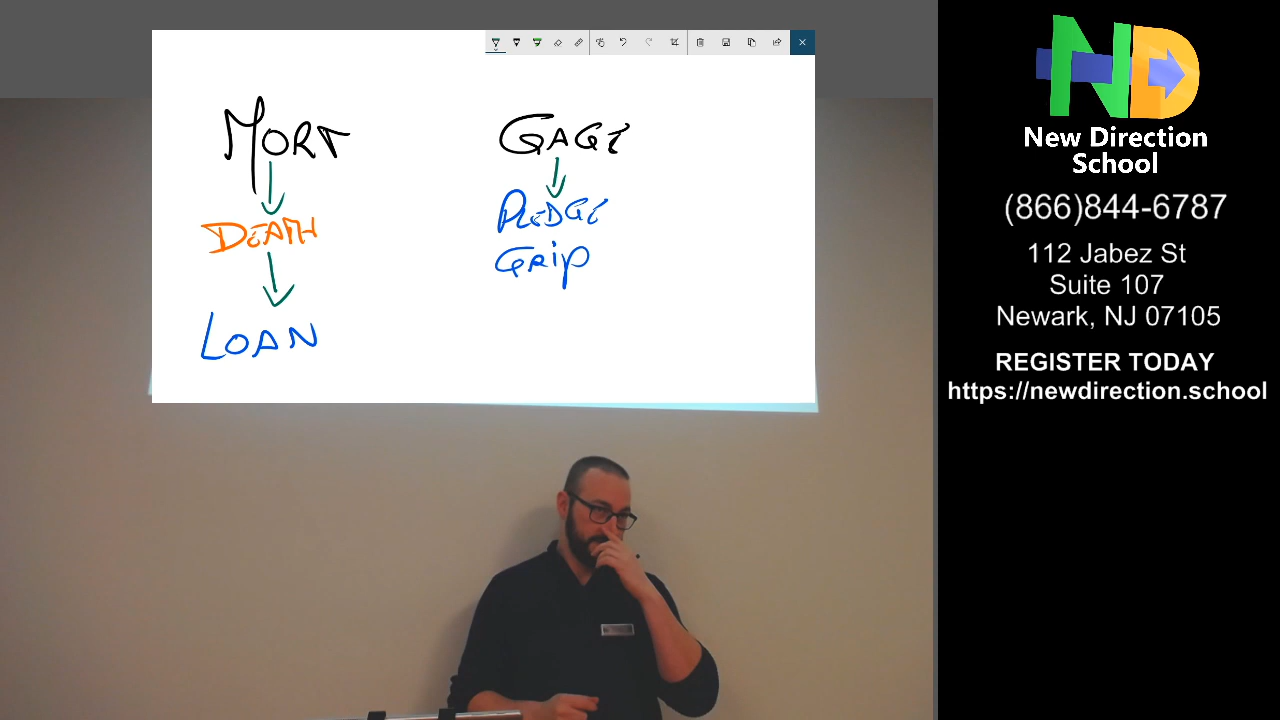 MORT
GAGE
DEATH
PLEDGE
GRIP
LOAN
ND
New Direction
School
(866)844-6787
112 Jabez St
Suite 107
Newark, NJ 07105
REGISTER TODAY
https://newdirection.school